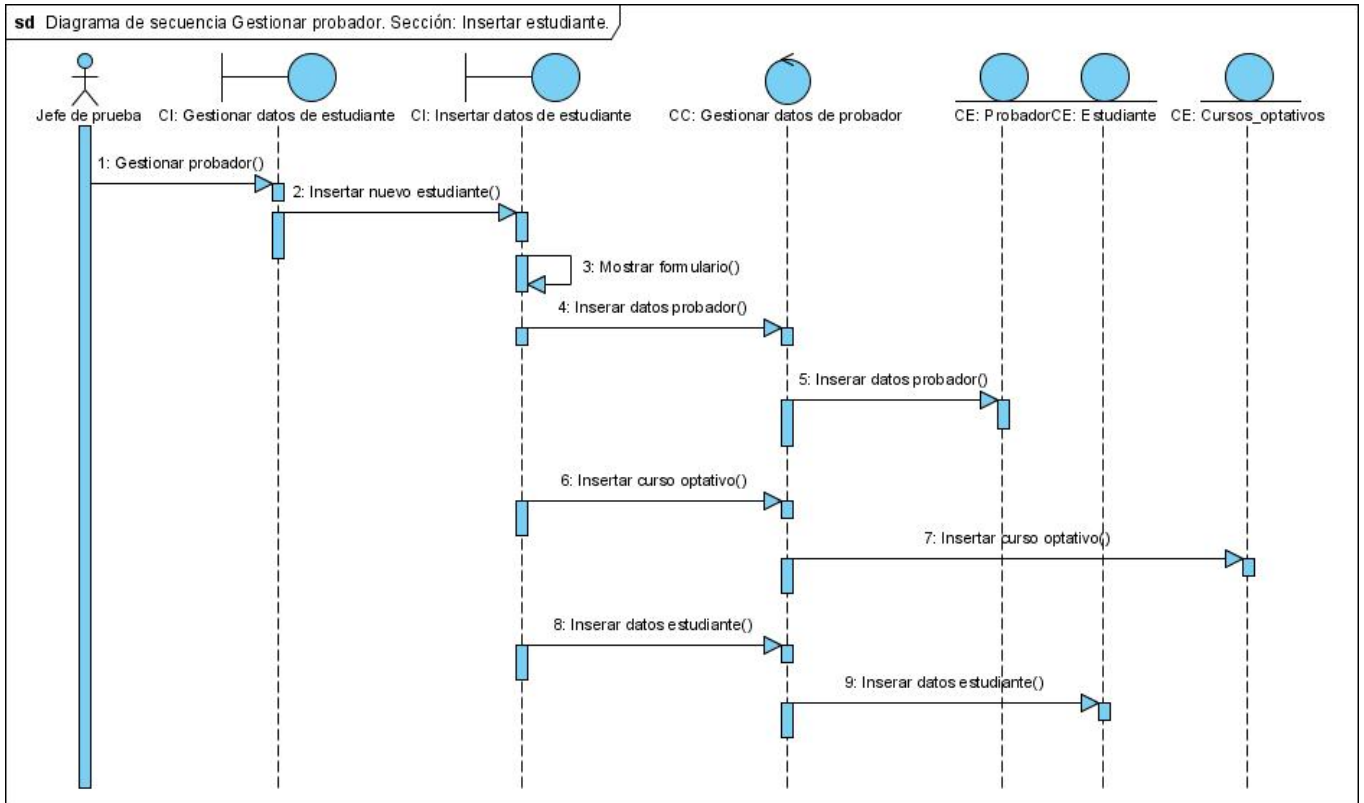 sd Diagrama de secuencia Gestionar probador. Sección: Insertar estudiante.
Jefe de prueba
CI: Gestionar datos de estudiante
CI: Insertar datos de estudiante
CC: Gestionar datos de probador
CE: Probador
CE: Estudiante
CE: Cursos_optativos
1: Gestionar probador()
2: Insertar nuevo estudiante()
3: Mostrar formulario()
4: Inserar datos probador()
5: Inserar datos probador()
6: Insertar curso optativo()
7: Insertar curso optativo()
8: Inserar datos estudiante()
9: Inserar datos estudiante()